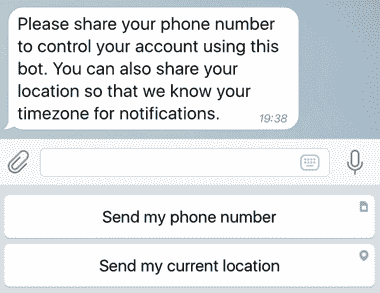 Please share your phone number
to control your account using this
bot. You can also share your
location so that we know your
timezone for notifications.
19:38
Send my phone number
Send my current location